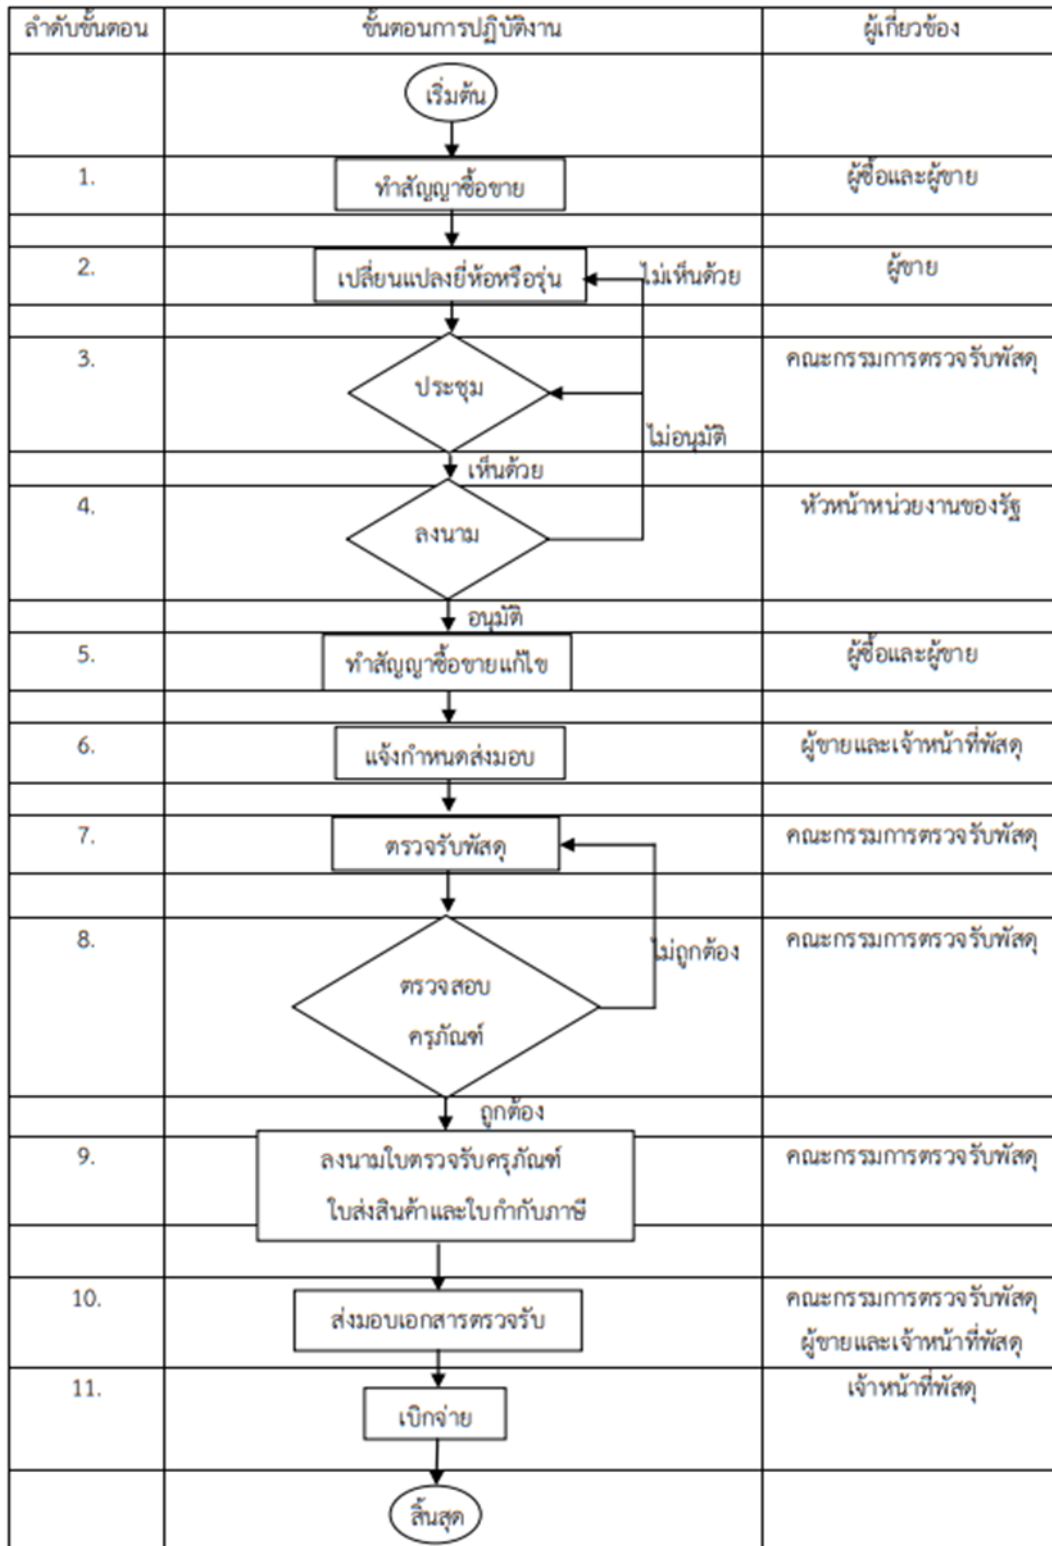 ลำดับขั้นตอน ขั้นตอนการปฏิบัติงาน ผู้เกี่ยวข้อง
เริ่มต้น
1. ทำสัญญาซื้อขาย ผู้ซื้อและผู้ขาย
2. เปลี่ยนแปลงยี่ห้อหรือรุ่น ไม่เห็นด้วย ผู้ขาย
3. ประชุม คณะกรรมการตรวจรับพัสดุ
ไม่อนุมัติ
เห็นด้วย
4. ลงนาม หัวหน้าหน่วยงานของรัฐ
อนุมัติ
5. ทำสัญญาซื้อขายแก้ไข ผู้ซื้อและผู้ขาย
6. แจ้งกำหนดส่งมอบ ผู้ขายและเจ้าหน้าที่พัสดุ
7. ตรวจรับพัสดุ คณะกรรมการตรวจรับพัสดุ
8. ไม่ถูกต้อง คณะกรรมการตรวจรับพัสดุ
ตรวจสอบ
ครุภัณฑ์
ถูกต้อง
9. ลงนามใบตรวจรับครุภัณฑ์ คณะกรรมการตรวจรับพัสดุ
ใบส่งสินค้าและใบกำกับภาษี
10. ส่งมอบเอกสารตรวจรับ คณะกรรมการตรวจรับพัสดุ
ผู้ขายและเจ้าหน้าที่พัสดุ
11. เบิกจ่าย เจ้าหน้าที่พัสดุ
สิ้นสุด